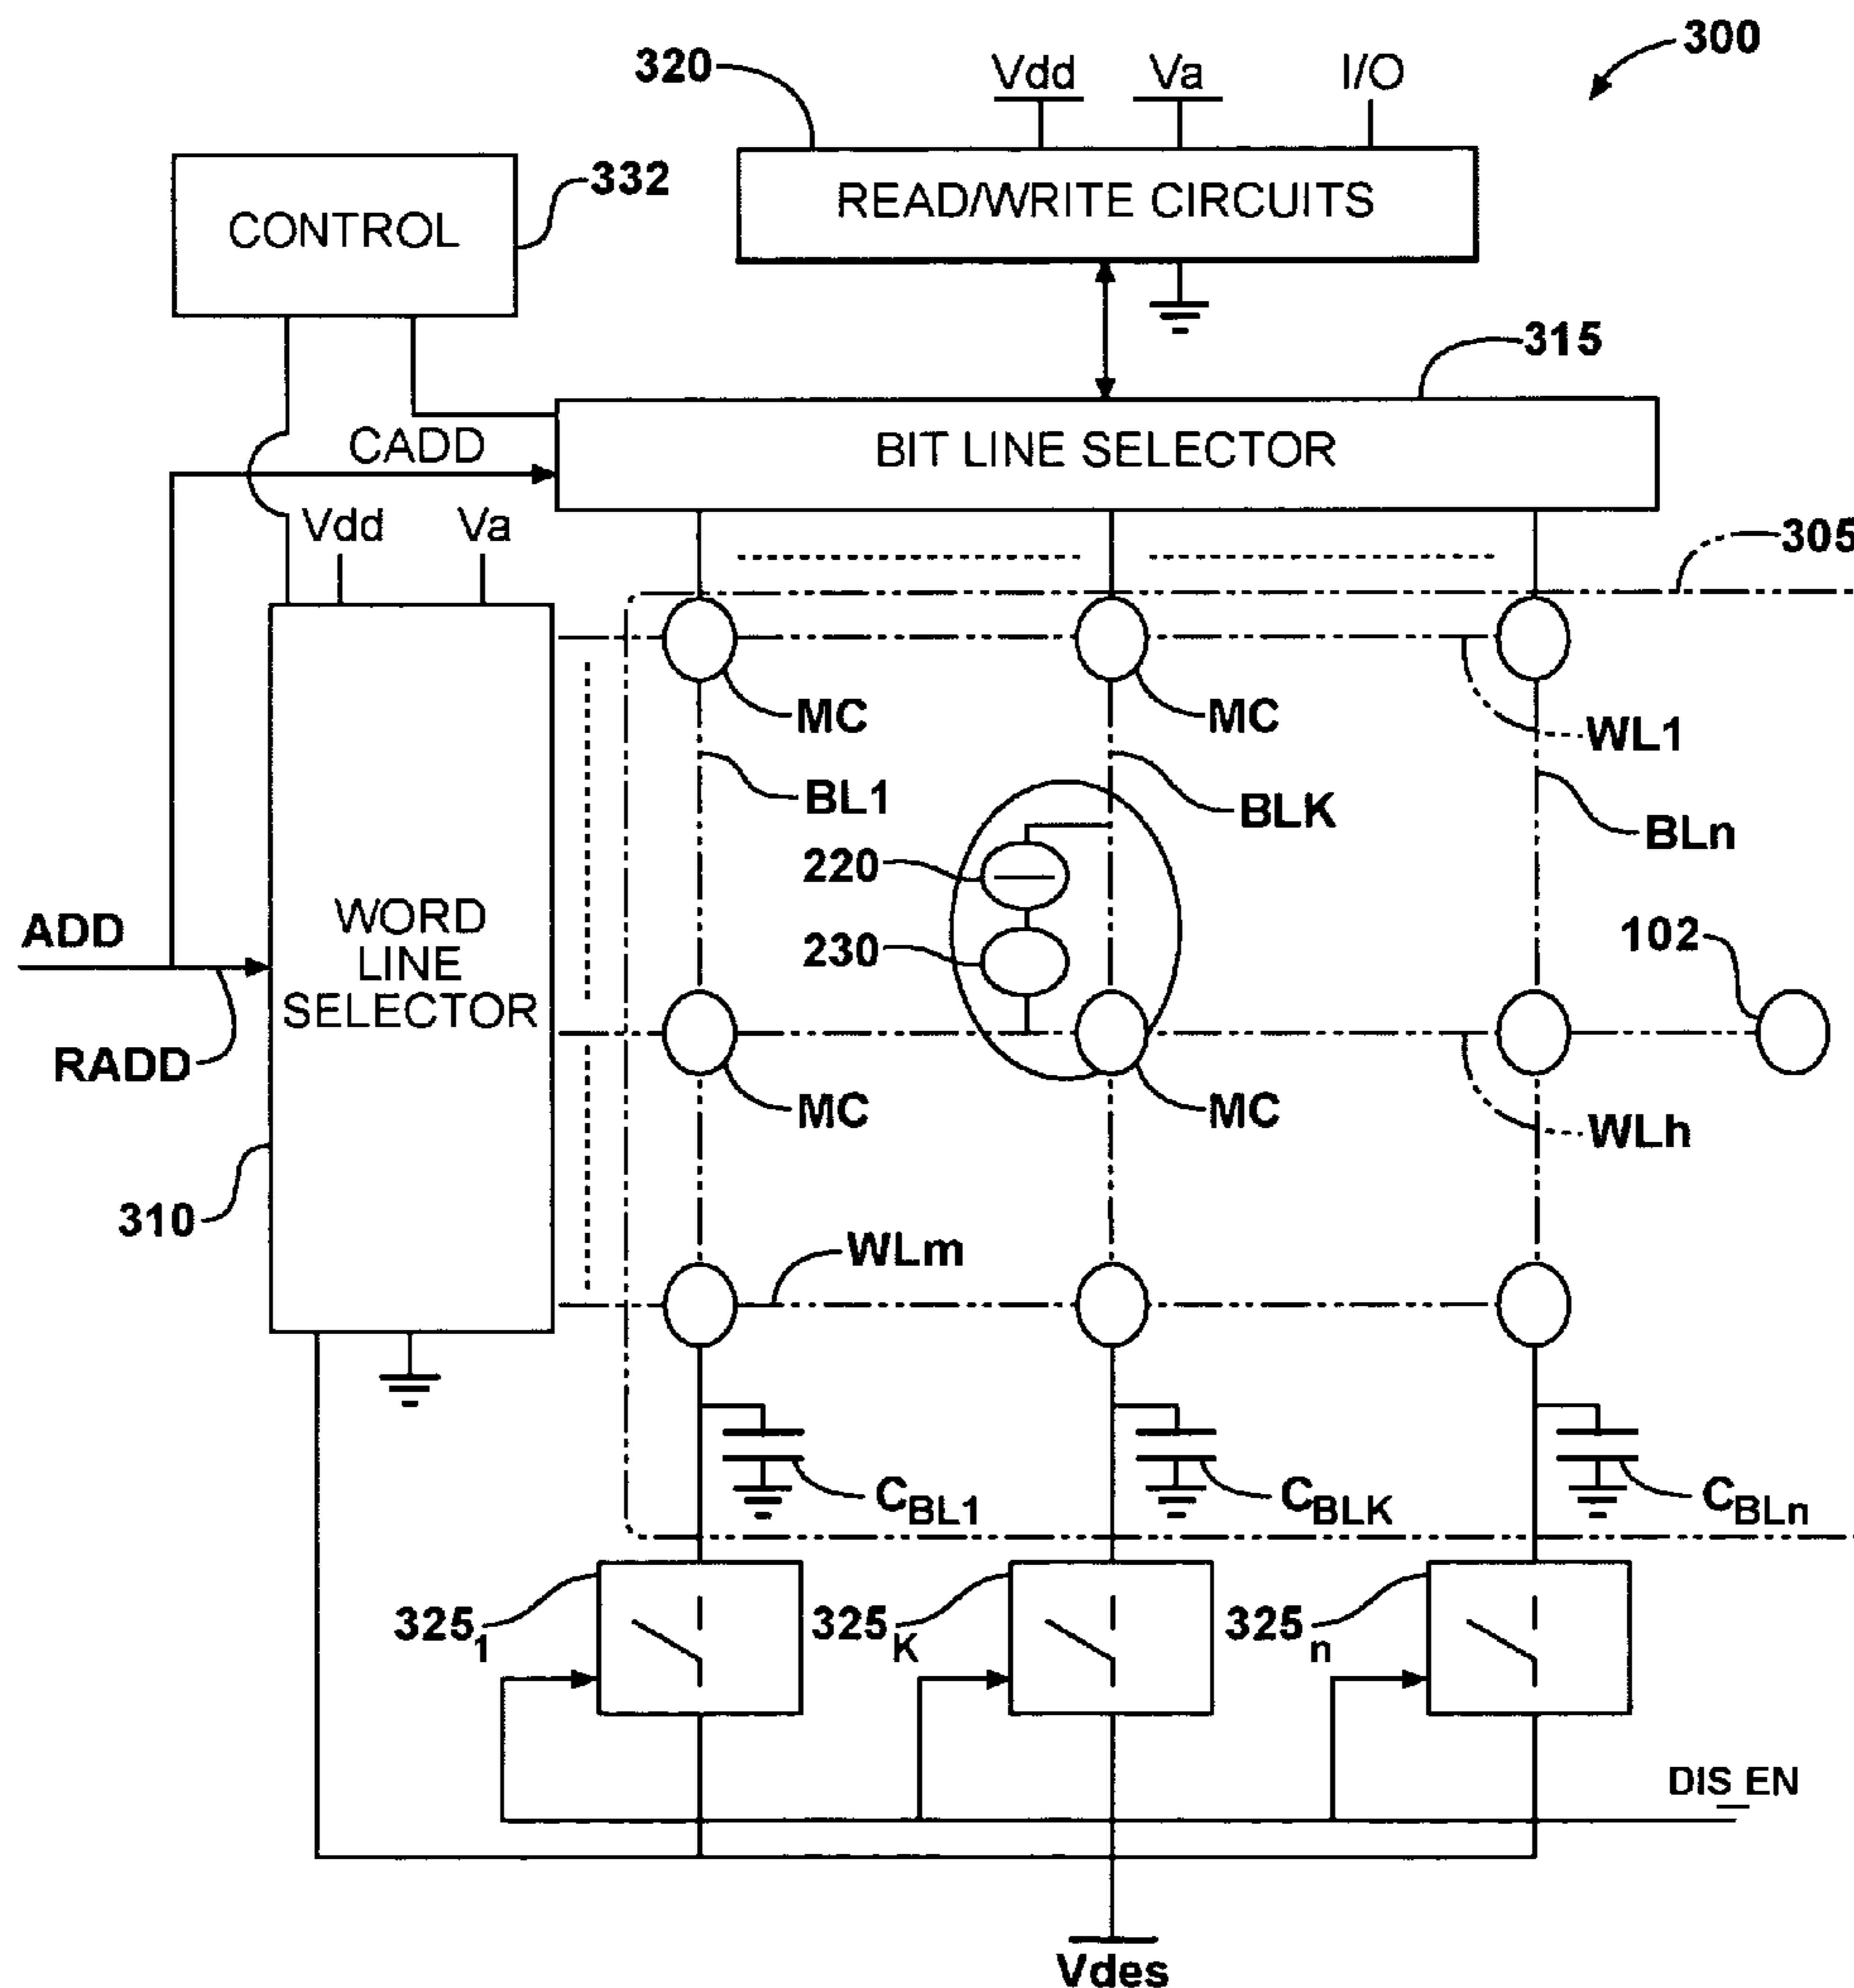 300
320
Vdd
Va
I/O
332
CONTROL
READ/WRITE CIRCUITS
315
CADD
BIT LINE SELECTOR
Vdd
Va
305
MC
MC
WL1
BL1
BLK
BLn
220
ADD
WORD
LINE
SELECTOR
230
102
RADD
MC
MC
WLh
310
WLm
CBL1
CBLK
CBLn
3251
325K
325n
DIS_EN
Vdes